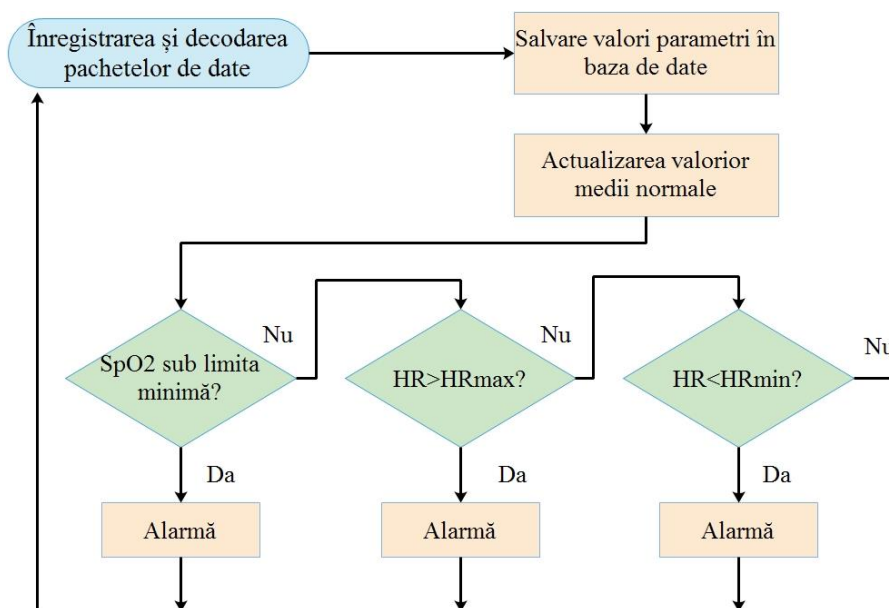 Înregistrarea și decodarea
pachetelor de date
Salvare valori parametri în
baza de date
Actualizarea valorior
medii normale
Nu
Nu
Nu
SpO2 sub limita
minimă?
HR>HRmax?
HR<HRmin?
Da
Da
Da
Alarmă
Alarmă
Alarmă